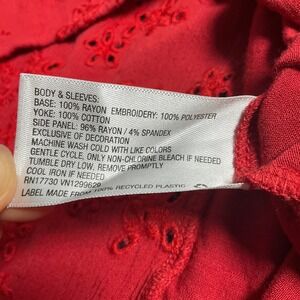 BODY & SLEEVES:
BASE: 100% RAYON EMBROIDERY: 100% POLYESTER
YOKE: 100% COTTON
SIDE PANEL: 96% RAYON / 4% SPANDEX
EXCLUSIVE OF DECORATION
MACHINE WASH COLD WITH LIKE COLORS
GENTLE CYCLE, ONLY NON-CHLORINE BLEACH IF NEEDED
TUMBLE DRY LOW, REMOVE PROMPTLY
COOL IRON IF NEEDED
RN17730 VN1299629
LABEL MADE FROM 100% RECYCLED PLASTIC